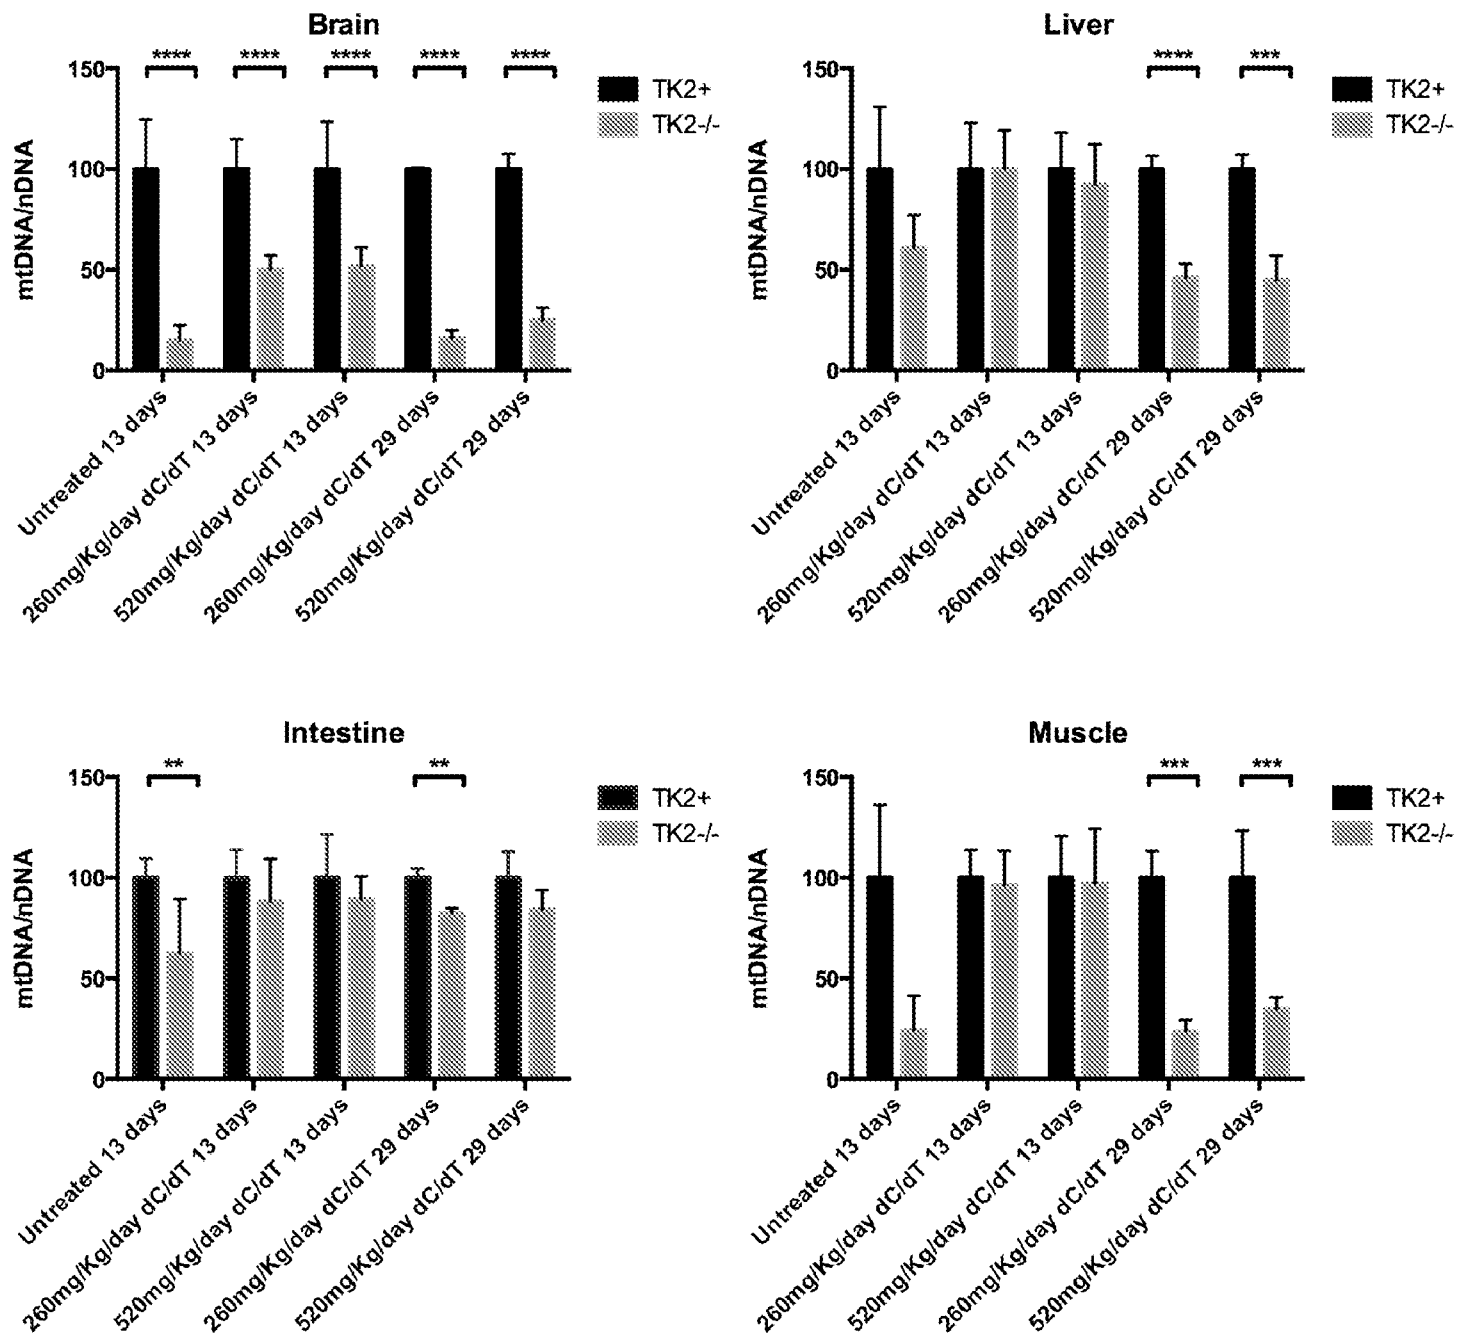 Brain
**** **** **** **** ****
150
100
50
0
mtDNA/nDNA
TK2+
TK2-/-
Untreated 13 days
260mg/Kg/day dC/dT 13 days
520mg/Kg/day dC/dT 13 days
260mg/Kg/day dC/dT 29 days
520mg/Kg/day dC/dT 29 days
Liver
**** ***
150
100
50
0
mtDNA/nDNA
TK2+
TK2-/-
Untreated 13 days
260mg/Kg/day dC/dT 13 days
520mg/Kg/day dC/dT 13 days
260mg/Kg/day dC/dT 29 days
520mg/Kg/day dC/dT 29 days
Intestine
** **
150
100
50
0
mtDNA/nDNA
TK2+
TK2-/-
Untreated 13 days
260mg/Kg/day dC/dT 13 days
520mg/Kg/day dC/dT 13 days
260mg/Kg/day dC/dT 29 days
520mg/Kg/day dC/dT 29 days
Muscle
*** ***
150
100
50
0
mtDNA/nDNA
TK2+
TK2-/-
Untreated 13 days
260mg/Kg/day dC/dT 13 days
520mg/Kg/day dC/dT 13 days
260mg/Kg/day dC/dT 29 days
520mg/Kg/day dC/dT 29 days